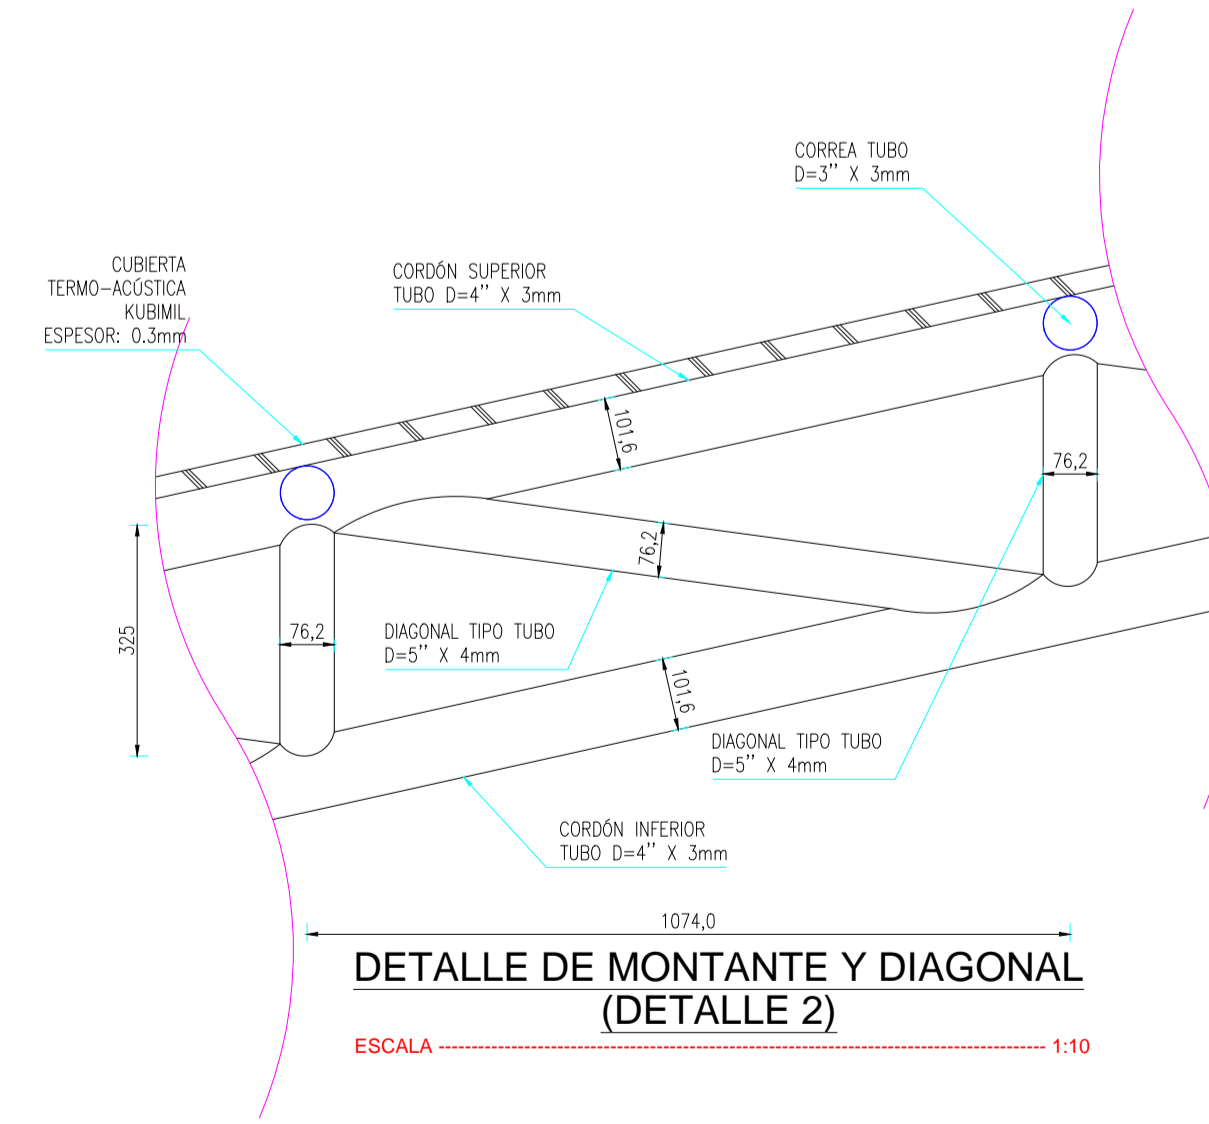 CORREA TUBO
D=3'' X 3mm
CUBIERTA
TERMO-ACÚSTICA
KUBIMIL
ESPESOR: 0.3mm
CORDÓN SUPERIOR
TUBO D=4'' X 3mm
101,6
76,2
76,2
325
76,2
DIAGONAL TIPO TUBO
D=5'' X 4mm
101,6
DIAGONAL TIPO TUBO
D=5'' X 4mm
CORDÓN INFERIOR
TUBO D=4'' X 3mm
1074,0
DETALLE DE MONTANTE Y DIAGONAL
(DETALLE 2)
ESCALA ---------------------------------------------------------------------------------------------- 1:10